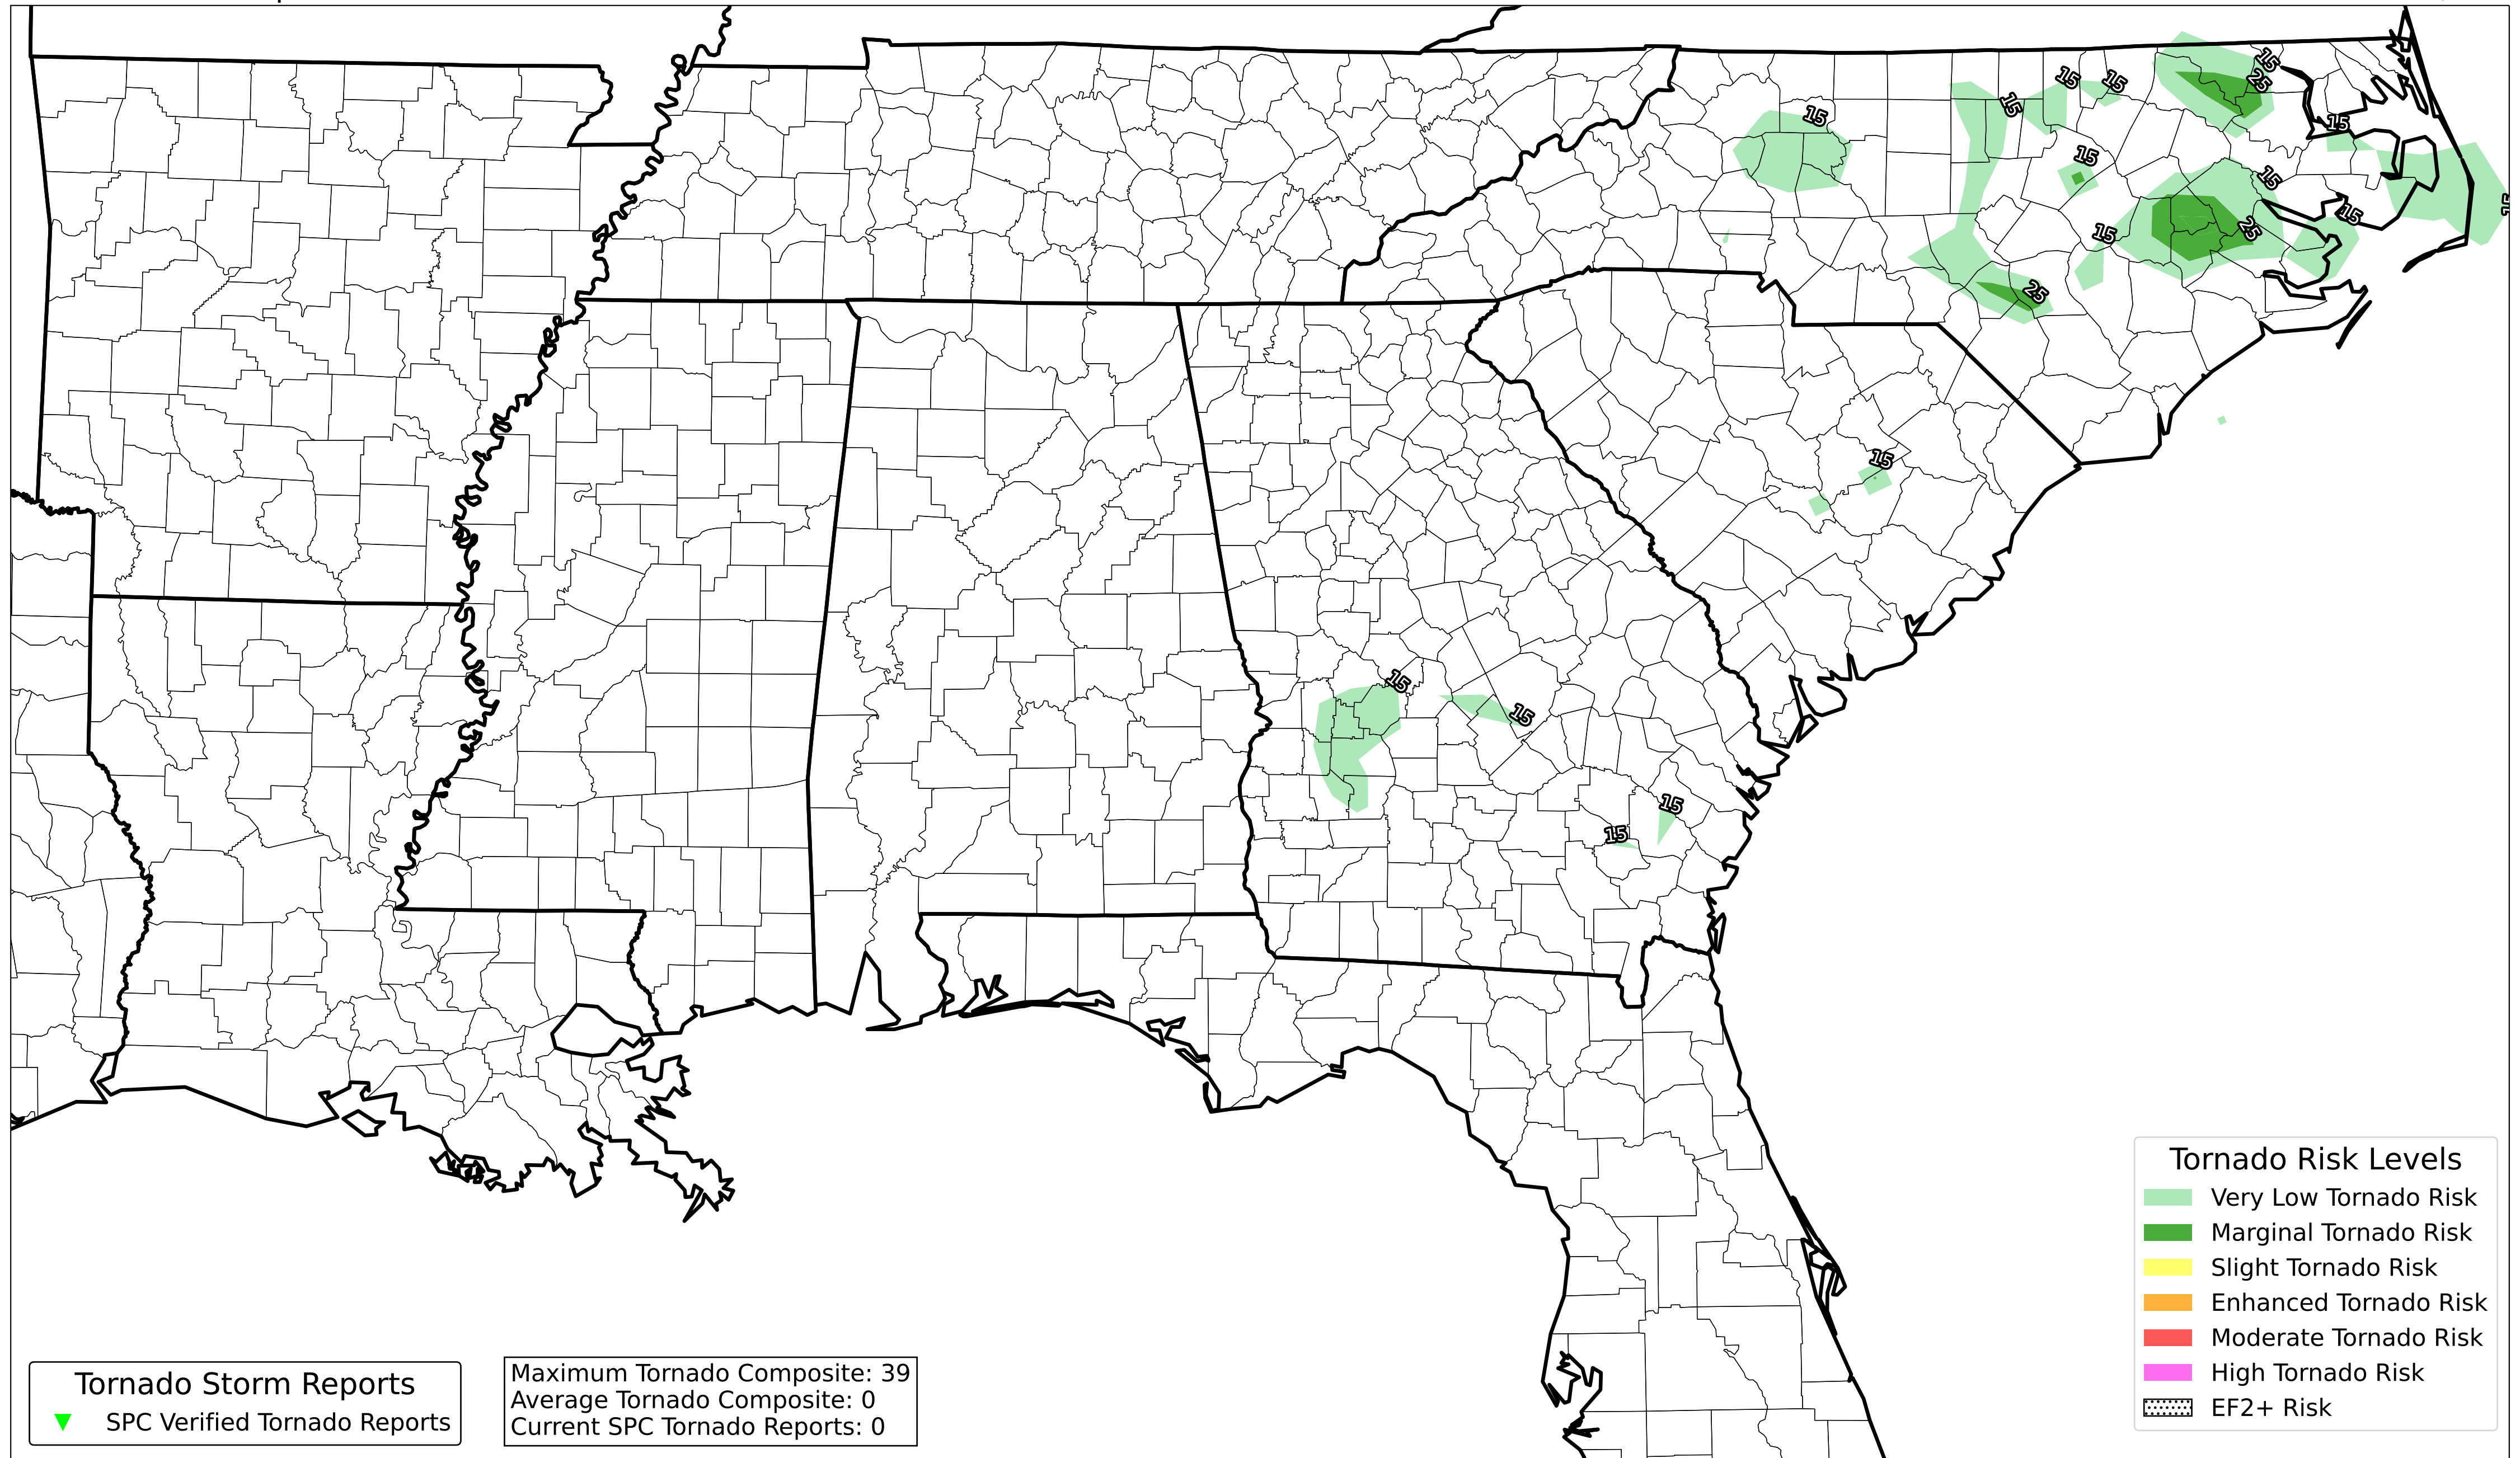 15
25
15
15
15
15
15
15
15
15
25
15
15
25
15
15
15
15
15
Tornado Risk Levels
Very Low Tornado Risk
Marginal Tornado Risk
Slight Tornado Risk
Enhanced Tornado Risk
Moderate Tornado Risk
High Tornado Risk
EF2+ Risk
Tornado Storm Reports
SPC Verified Tornado Reports
Maximum Tornado Composite: 39
Average Tornado Composite: 0
Current SPC Tornado Reports: 0